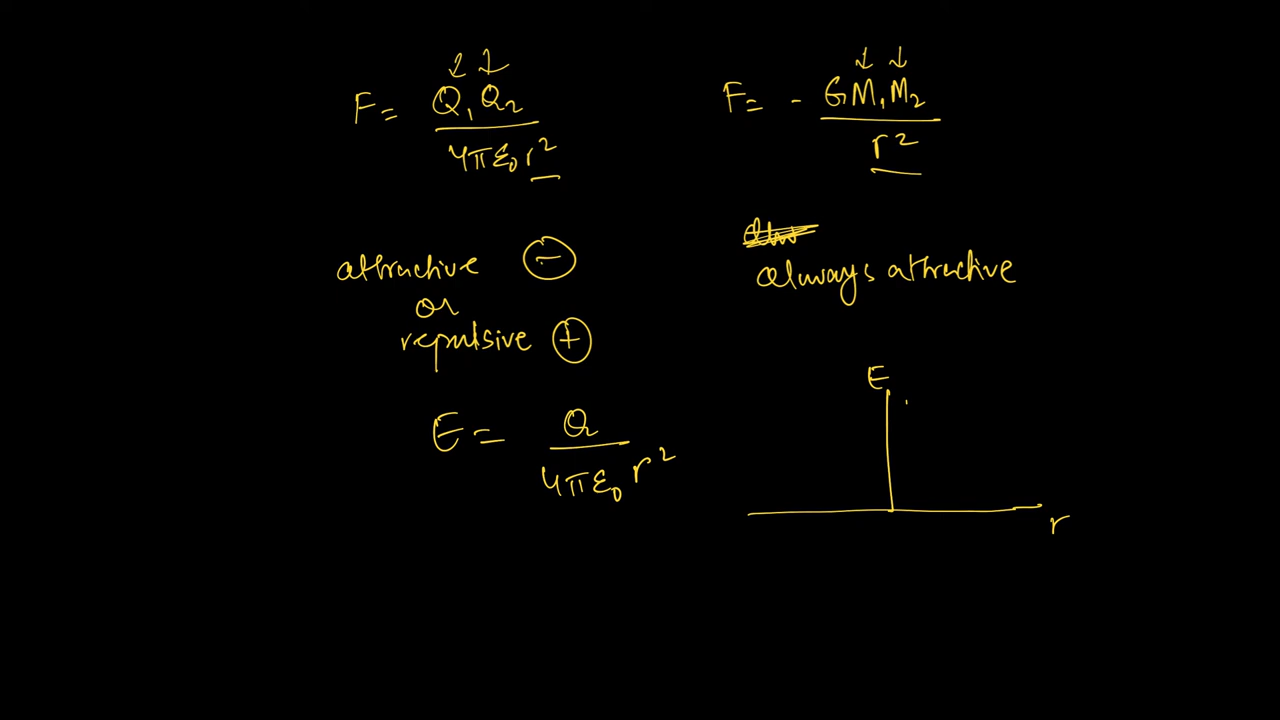 F = Q₁Q₂ / 4πε₀r²
F = - GM₁M₂ / r²
attractive ⊖
or
repulsive ⊕
always attractive
E = Q / 4πε₀r²
E
r